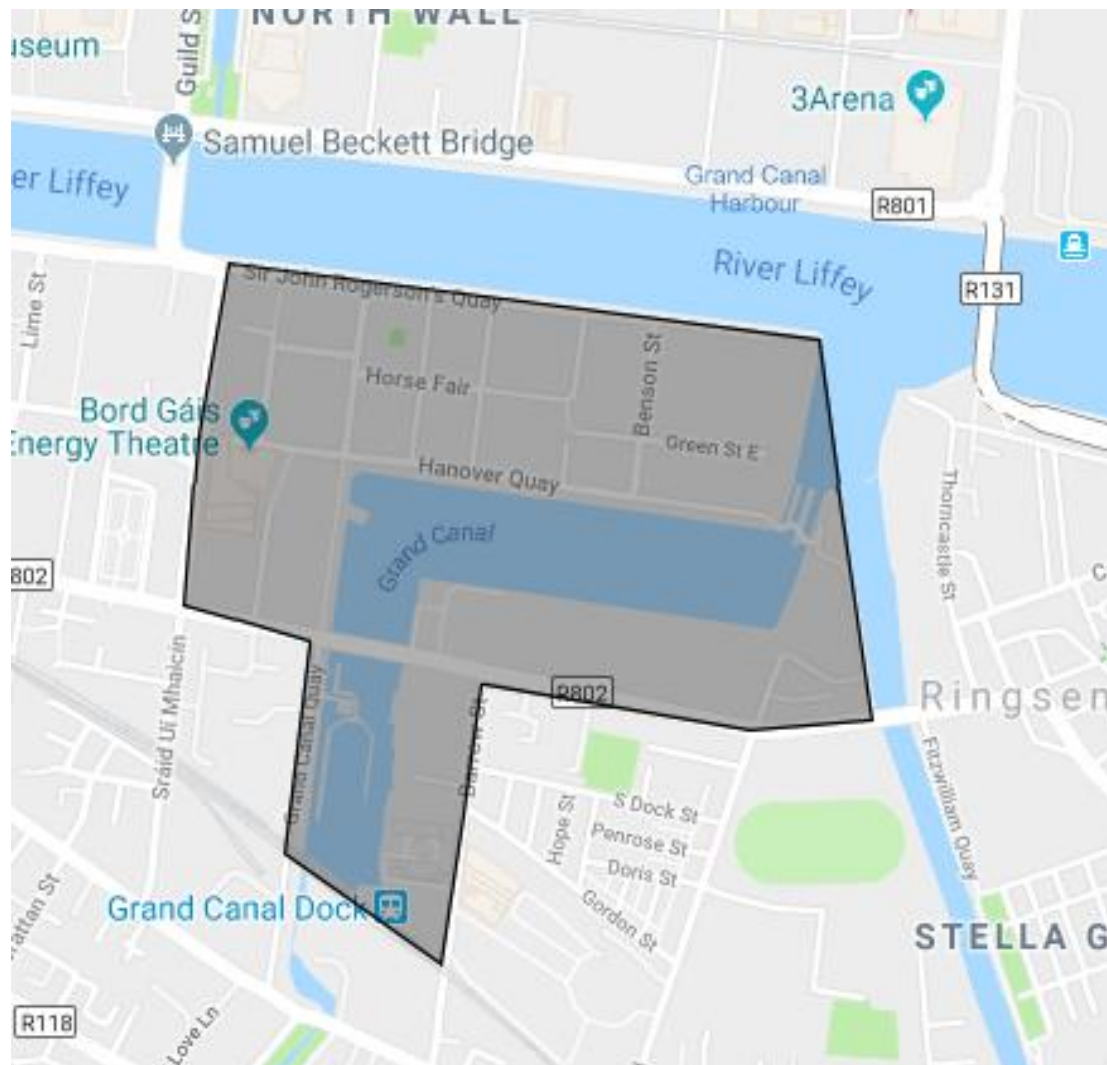 NORTH WALL
useum
Guild S
3Arena
Samuel Beckett Bridge
Grand Canal
Harbour
R801
er Liffey
River Liffey
R131
Sir John Rogerson's Quay
Lime St
Horse Fair
Benson St
Bord Gáis
Energy Theatre
Green St E
Hanover Quay
Thorncastle St
Grand Canal
802
C
Sráid Uí Mhaicín
Grand Canal Quay
R802
Barrow St
Ringsen
Fitzwilliam Quay
S Dock St
Hope St
Penrose St
Doris St
Gordon St
Grand Canal Dock
rattan St
STELLA G
R118
Love Ln